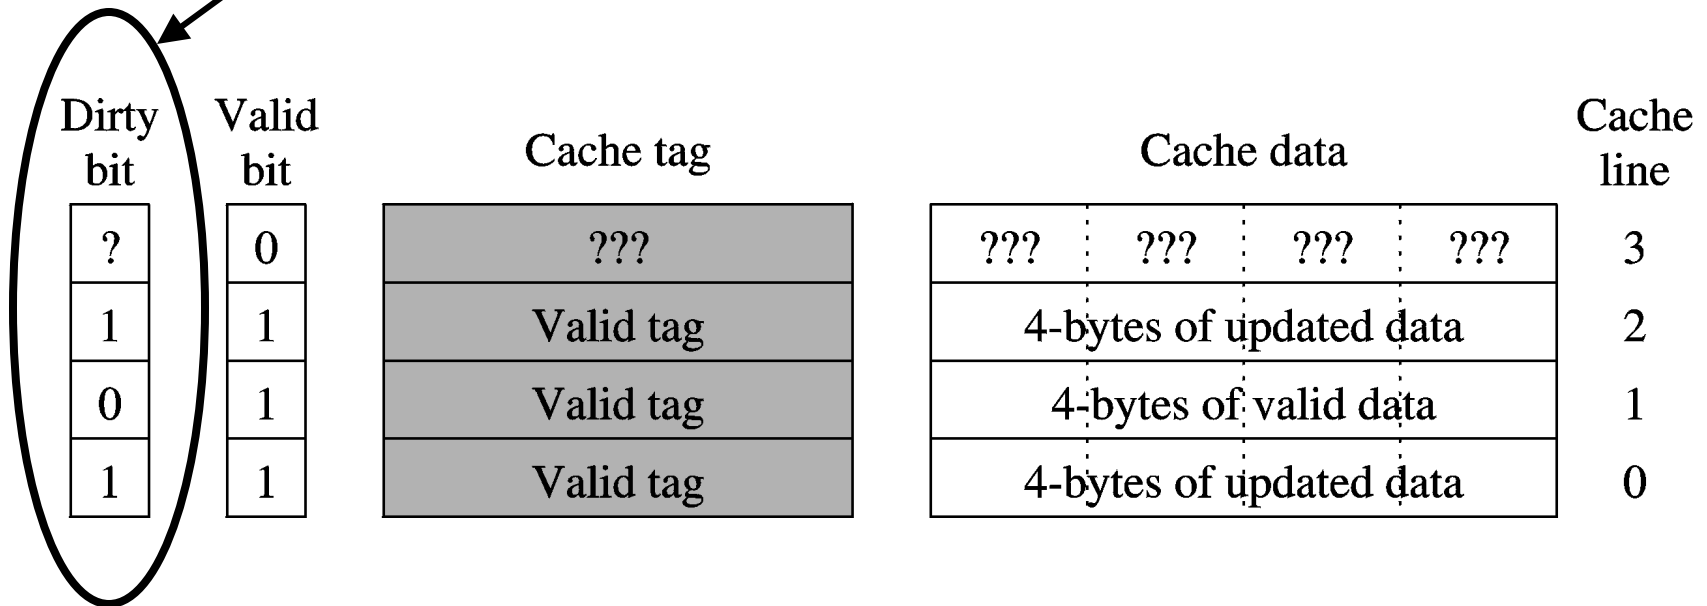 Dirty bit Valid bit Cache tag Cache data Cache line
? 0 ??? ??? ??? ??? ??? 3
1 1 Valid tag 4-bytes of updated data 2
0 1 Valid tag 4-bytes of valid data 1
1 1 Valid tag 4-bytes of updated data 0